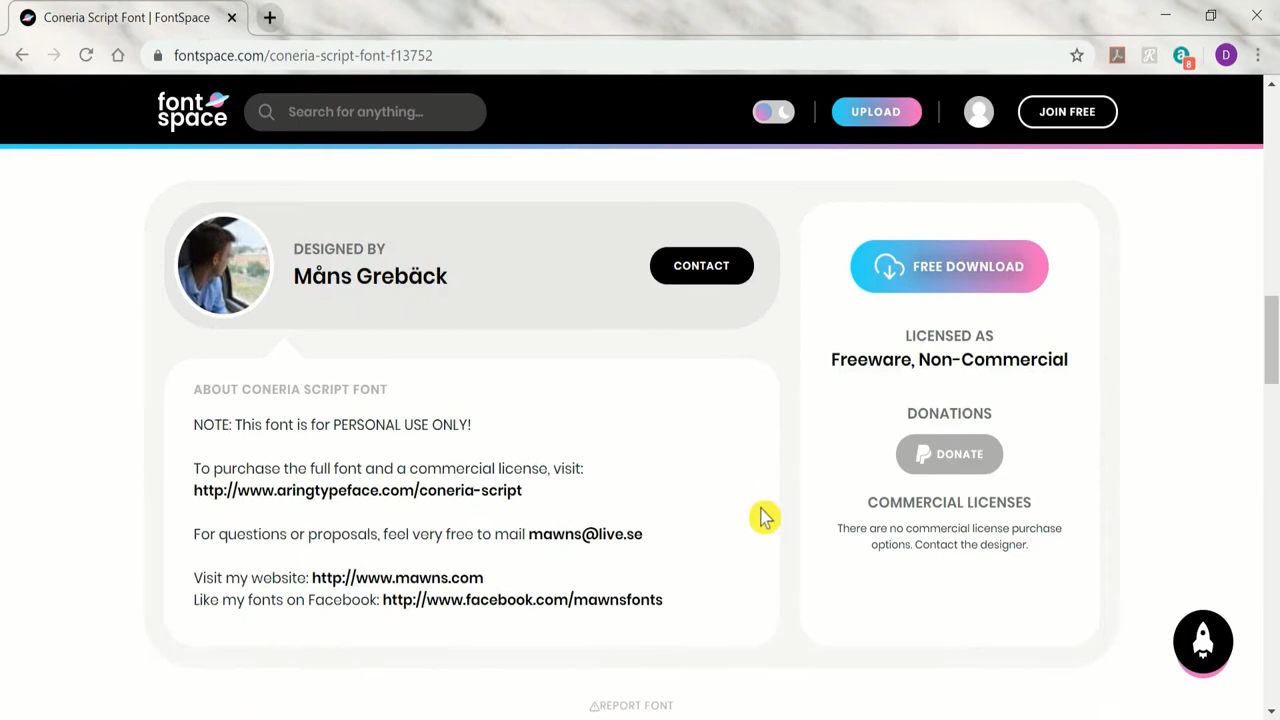 Coneria Script Font | FontSpace
fontspace.com/coneria-script-font-f13752
8
D
font space
Search for anything...
UPLOAD
JOIN FREE
DESIGNED BY
Måns Grebäck
CONTACT
ABOUT CONERIA SCRIPT FONT
NOTE: This font is for PERSONAL USE ONLY!
To purchase the full font and a commercial license, visit:
http://www.aringtypeface.com/coneria-script
For questions or proposals, feel very free to mail mawns@live.se
Visit my website: http://www.mawns.com
Like my fonts on Facebook: http://www.facebook.com/mawnsfonts
FREE DOWNLOAD
LICENSED AS
Freeware, Non-Commercial
DONATIONS
DONATE
COMMERCIAL LICENSES
There are no commercial license purchase
options. Contact the designer.
REPORT FONT